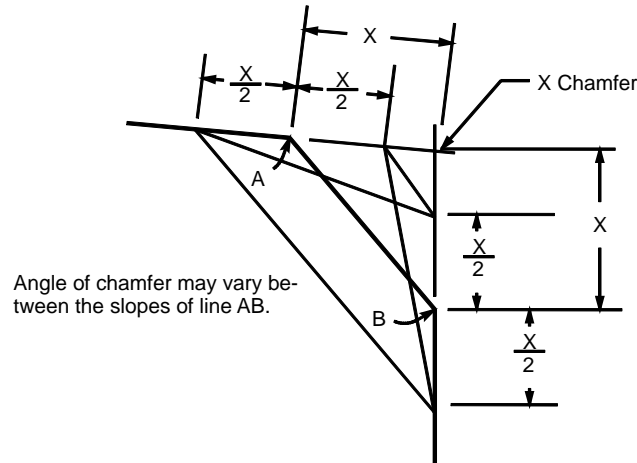 X
X
2
X
2
X Chamfer
A
X
X
2
Angle of chamfer may vary be-
tween the slopes of line AB.
B
X
2